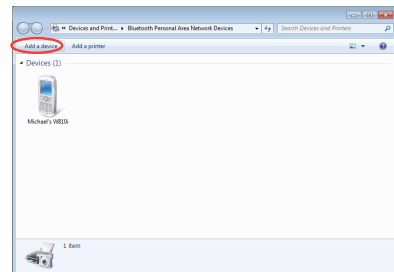 « Devices and Print... ▸ Bluetooth Personal Area Network Devices
Search Devices and Printers
Add a device Add a printer
Devices (1)
Michael's W810i
1 item